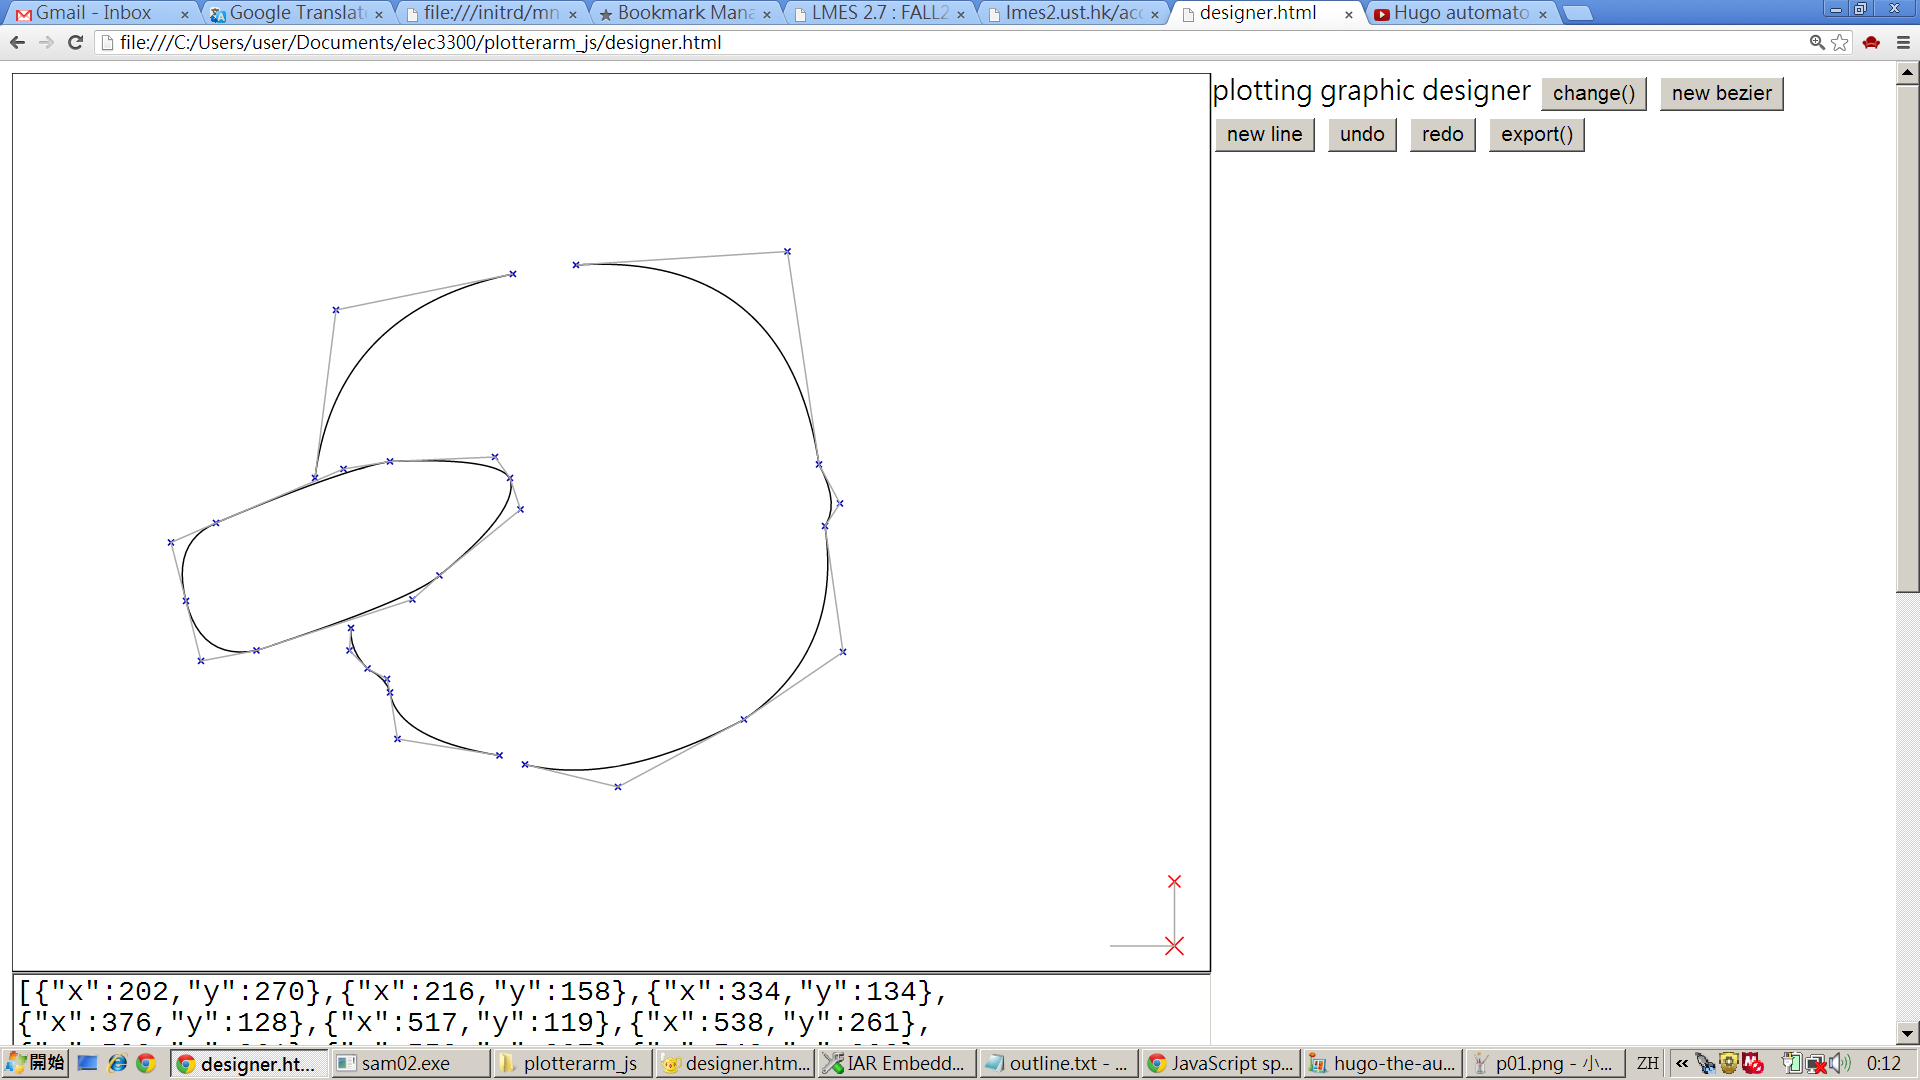 Gmail - Inbox
Google Translat
file:///initrd/mn
Bookmark Mana
LMES 2.7 : FALL2
lmes2.ust.hk/acc
designer.html
Hugo automato
file:///C:/Users/user/Documents/elec3300/plotterarm_js/designer.html
plotting graphic designer change() new bezier
new line undo redo export()
[{"x":202,"y":270},{"x":216,"y":158},{"x":334,"y":134},
{"x":376,"y":128},{"x":517,"y":119},{"x":538,"y":261},
開始
designer.ht...
sam02.exe
plotterarm_js
designer.htm...
IAR Embedd...
outline.txt - ...
JavaScript sp...
hugo-the-au...
p01.png - 小...
ZH
0:12